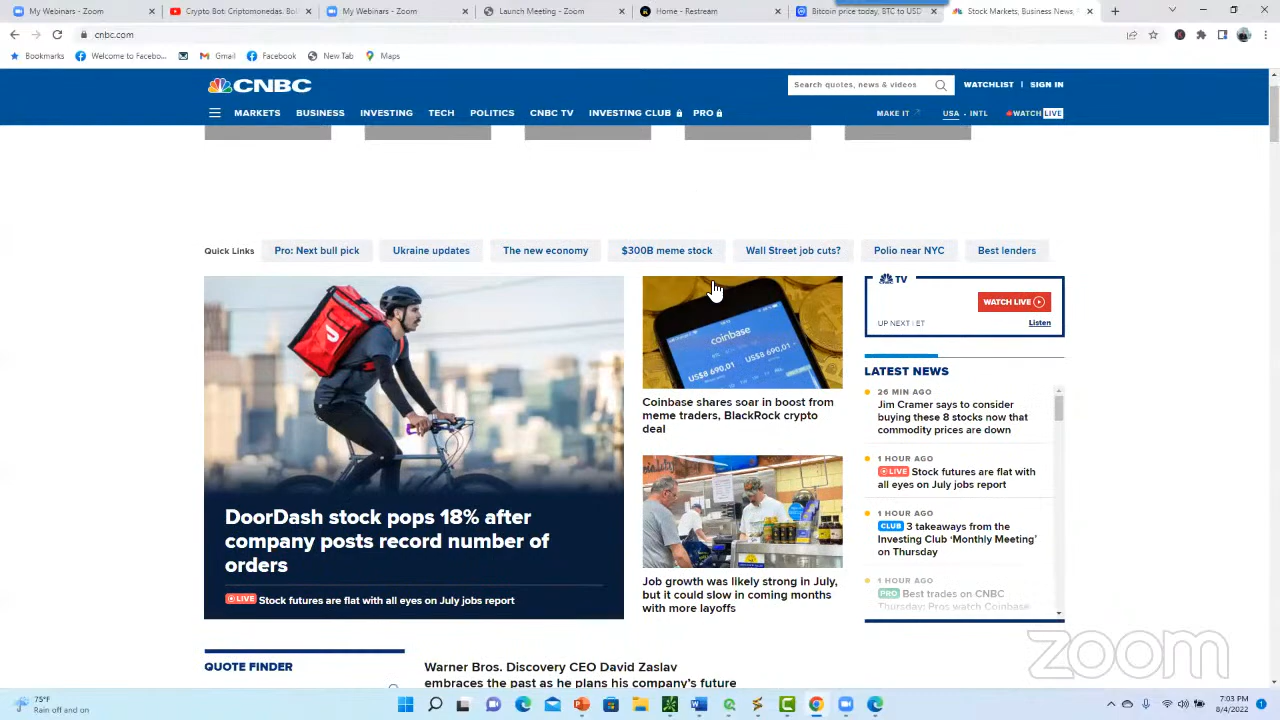 My Webinars - Zoom
Crypto Bot: Criptomonedas. Bol
My Webinars - Zoom
Launch Meeting - Zoom
Home - Restream
Bitcoin price today, BTC to USD
Stock Markets, Business News,
cnbc.com
Bookmarks
Welcome to Facebo...
Gmail
Facebook
New Tab
Maps
CNBC
Search quotes, news & videos
WATCHLIST
SIGN IN
MARKETS
BUSINESS
INVESTING
TECH
POLITICS
CNBC TV
INVESTING CLUB
PRO
MAKE IT
USA • INTL
WATCH LIVE
Quick Links
Pro: Next bull pick
Ukraine updates
The new economy
$300B meme stock
Wall Street job cuts?
Polio near NYC
Best lenders
coinbase
US$8 690,01
US$8 690,01
Coinbase shares soar in boost from
meme traders, BlackRock crypto
deal
DoorDash stock pops 18% after
company posts record number of
orders
LIVE Stock futures are flat with all eyes on July jobs report
Job growth was likely strong in July,
but it could slow in coming months
with more layoffs
TV
WATCH LIVE
UP NEXT | ET
Listen
LATEST NEWS
26 MIN AGO
Jim Cramer says to consider
buying these 8 stocks now that
commodity prices are down
1 HOUR AGO
LIVE Stock futures are flat with
all eyes on July jobs report
1 HOUR AGO
CLUB 3 takeaways from the
Investing Club ‘Monthly Meeting’
on Thursday
1 HOUR AGO
PRO Best trades on CNBC
Thursday: Pros watch Coinbase
QUOTE FINDER
Warner Bros. Discovery CEO David Zaslav
embraces the past as he plans his company’s future
zoom
75°F
Rain off and on
7:03 PM
8/4/2022